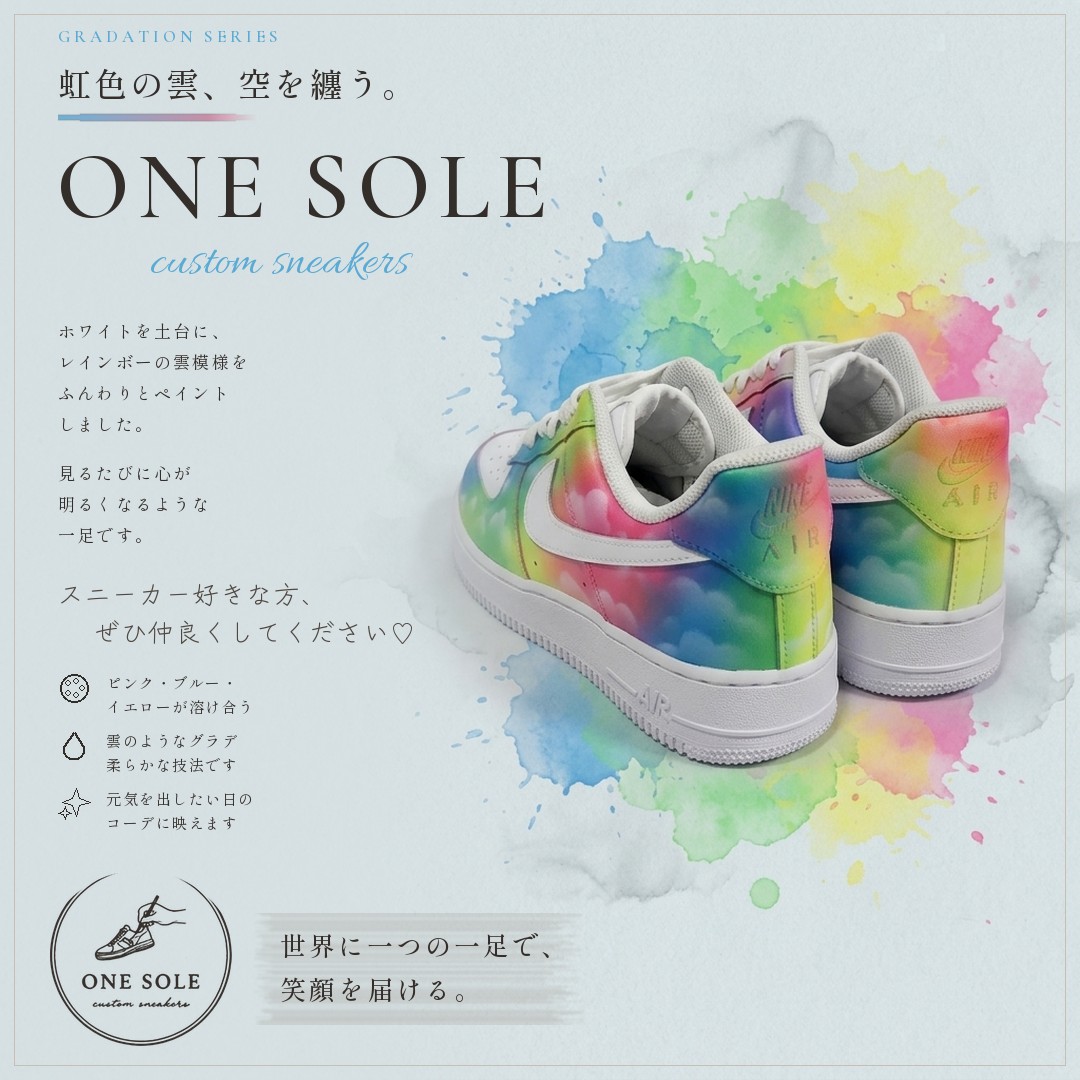 GRADATION SERIES
虹色の雲、空を纏う。
ONE SOLE
custom sneakers
ホワイトを土台に、
レインボーの雲模様を
ふんわりとペイント
しました。
見るたびに心が
明るくなるような
一足です。
スニーカー好きな方、
ぜひ仲良くしてください♡
ピンク・ブルー・
イエローが溶け合う
雲のようなグラデ
柔らかな技法です
元気を出したい日の
コーデに映えます
NIKE
AIR
NIKE
AIR
AIR
ONE SOLE
custom sneakers
世界に一つの一足で、
笑顔を届ける。